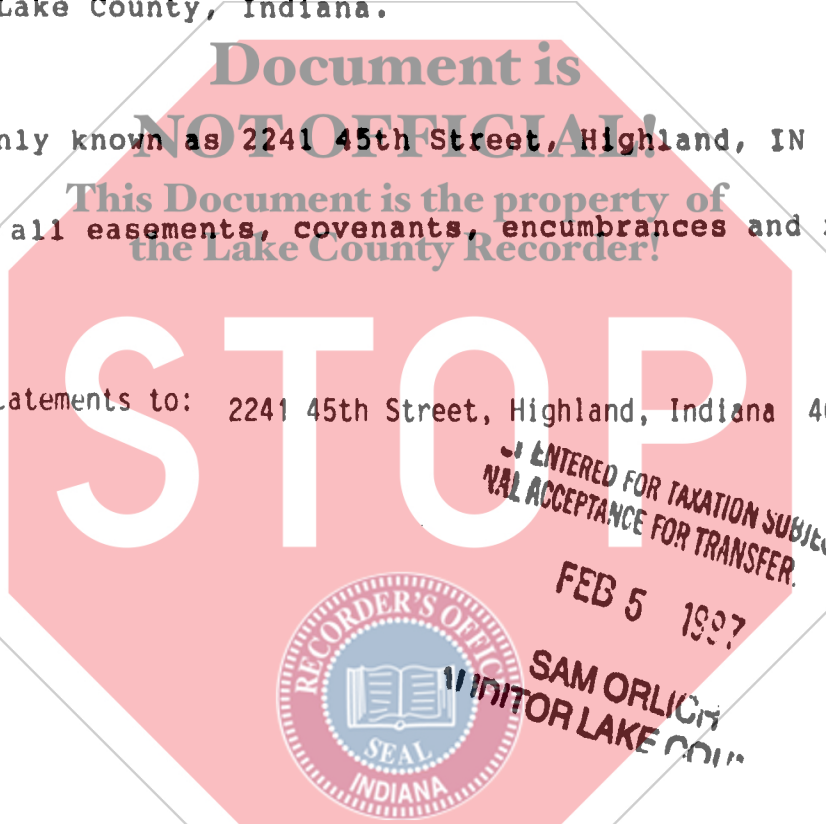 Lake County, Indiana.
Document is
NOT OFFICIAL!
known as 2241 45th Street, Highland, IN
This Document is the property of
all easements, covenants, encumbrances and
the Lake County Recorder!
STOP
to: 2241 45th Street, Highland, Indiana
ENTERED FOR TAXATION
ACCEPTANCE FOR TRANSFER.
FEB 5 1997
SAM ORLICH
LAKE
RECORDER'S OFFICE
SEAL
INDIANA